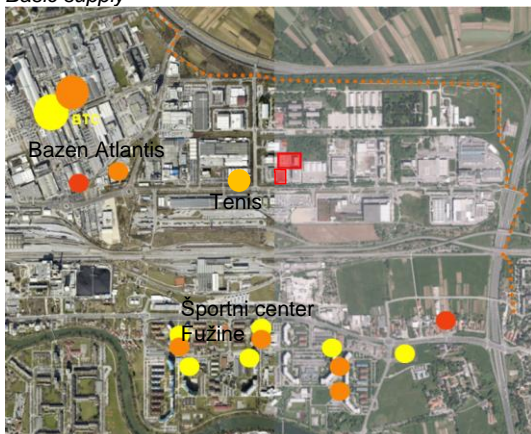 Basic supply
BTC
Bazen Atlantis
Tenis
Športni center
Fužine